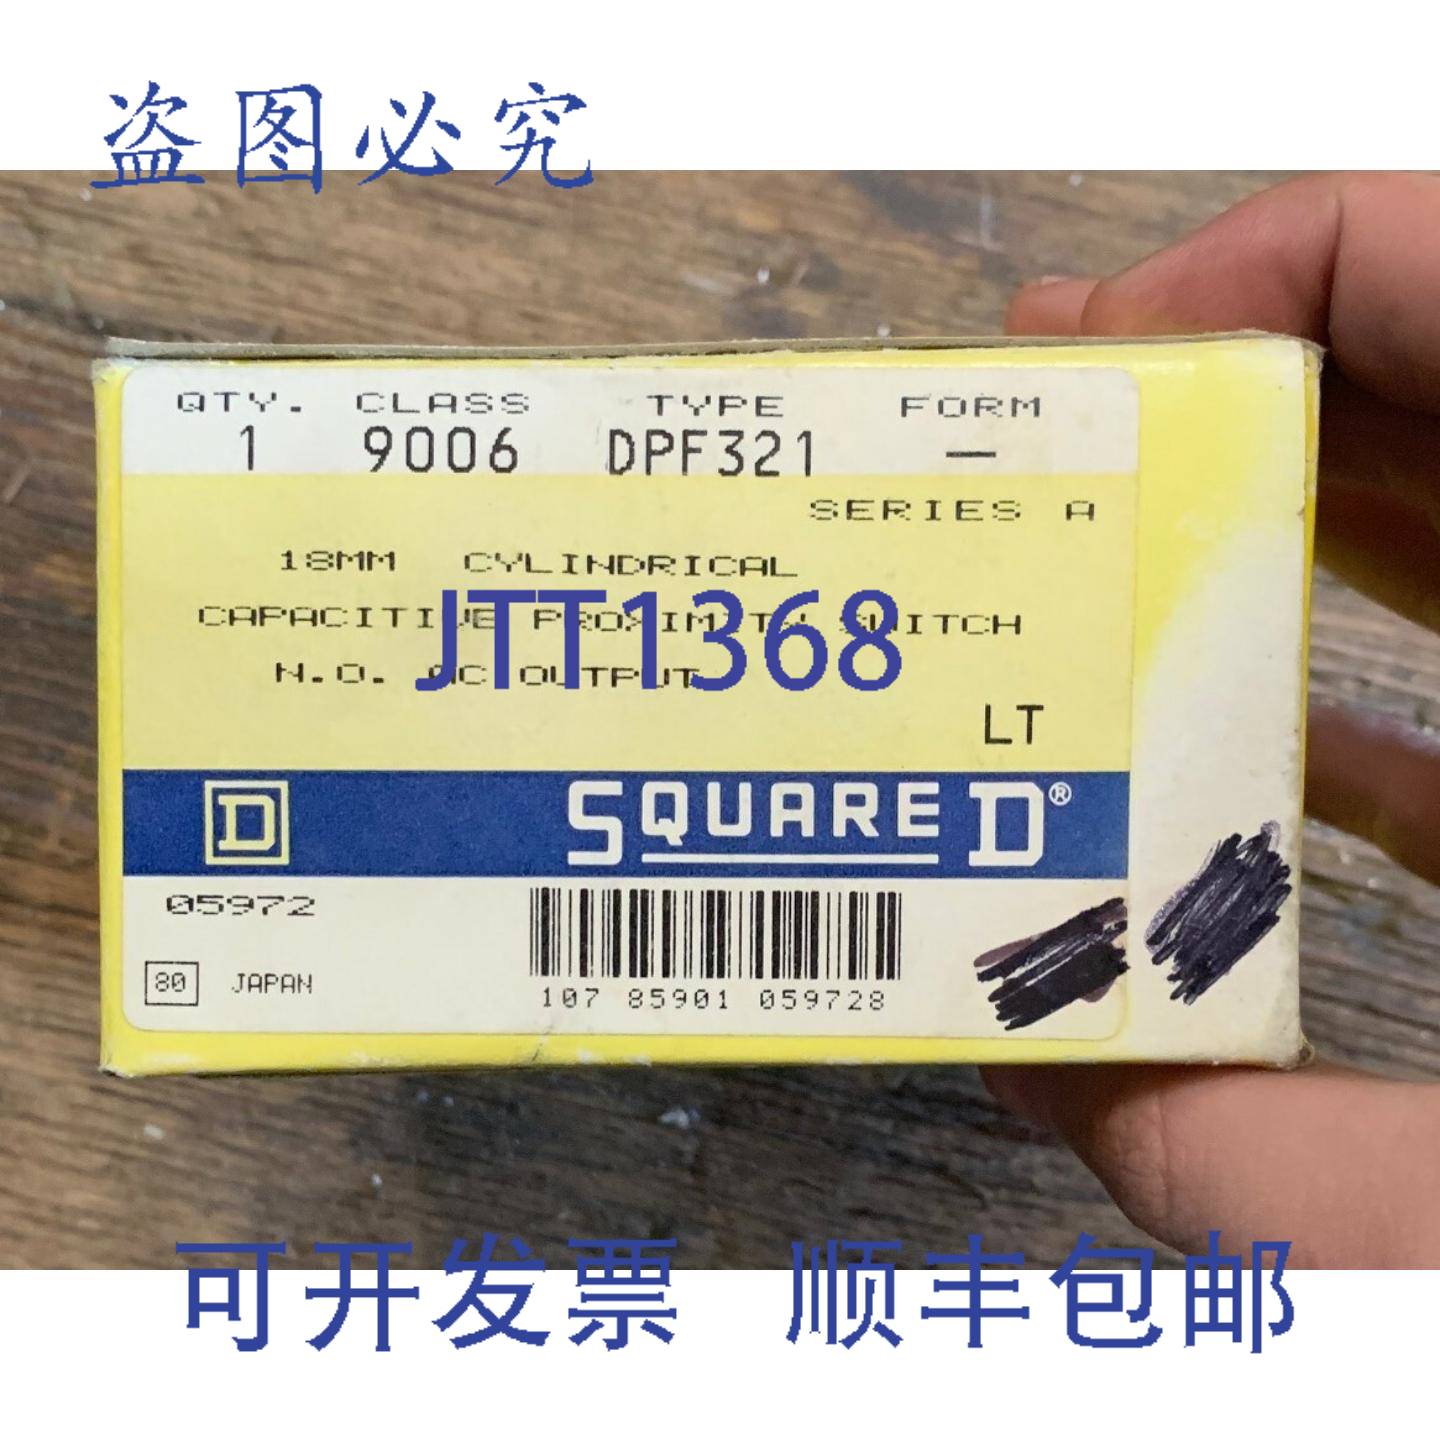 盗图必究
QTY. CLASS TYPE FORM
1 9006 DPF321 —
SERIES A
18MM CYLINDRICAL
CAPACITIVE PROXIMITY SWITCH
N.O. AC OUTPUT
JTT1368
LT
D SQUARE D®
05972
80 JAPAN
107 85901 059728
可开发票 顺丰包邮